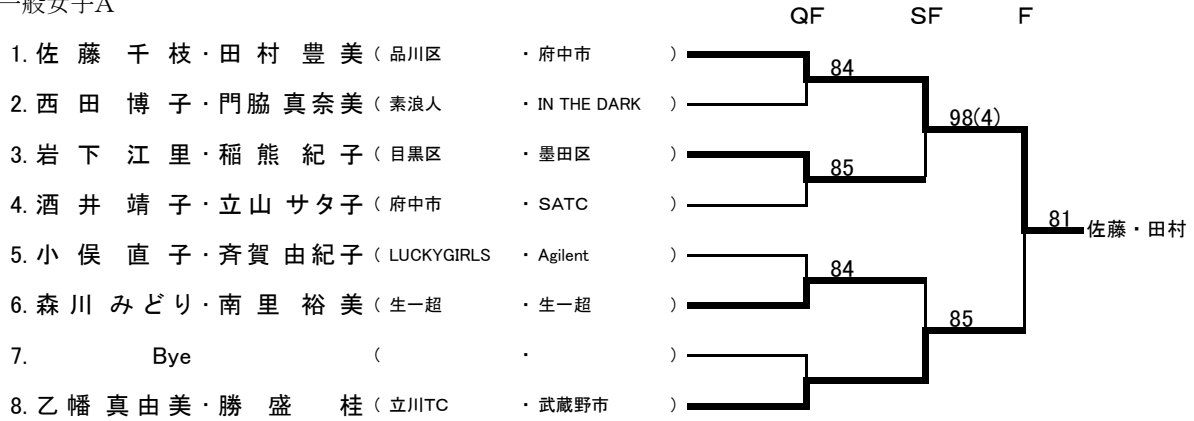 一般女子A
QF SF F
1. 佐藤 千枝・田村 豊美 ( 品川区 ・ 府中市 )
84
2. 西田 博子・門脇 真奈美 ( 素浪人 ・ IN THE DARK )
98(4)
3. 岩下 江里・稲熊 紀子 ( 目黒区 ・ 墨田区 )
85
4. 酒井 靖子・立山 サタ子 ( 府中市 ・ SATC )
81 佐藤・田村
5. 小俣 直子・斉賀 由紀子 ( LUCKYGIRLS ・ Agilent )
84
6. 森川 みどり・南里 裕美 ( 生一超 ・ 生一超 )
85
7. Bye ( ・ )
8. 乙幡 真由美・勝盛 桂 ( 立川TC ・ 武蔵野市 )